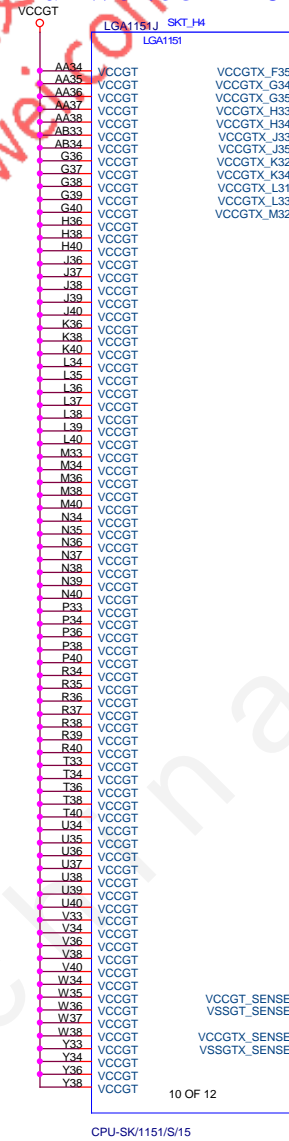 VCCGT
LGA1151J SKT_H4
LGA1151
AA34 VCCGT VCCGTX_F35
AA35 VCCGT VCCGTX_G34
AA36 VCCGT VCCGTX_G35
AA37 VCCGT VCCGTX_H33
AA38 VCCGT VCCGTX_H34
AB33 VCCGT VCCGTX_J33
AB34 VCCGT VCCGTX_J35
G36 VCCGT VCCGTX_K32
G37 VCCGT VCCGTX_K34
G38 VCCGT VCCGTX_L31
G39 VCCGT VCCGTX_L33
G40 VCCGT VCCGTX_M32
H36 VCCGT
H38 VCCGT
H40 VCCGT
J36 VCCGT
J37 VCCGT
J38 VCCGT
J39 VCCGT
J40 VCCGT
K36 VCCGT
K38 VCCGT
K40 VCCGT
L34 VCCGT
L35 VCCGT
L36 VCCGT
L37 VCCGT
L38 VCCGT
L39 VCCGT
L40 VCCGT
M33 VCCGT
M34 VCCGT
M36 VCCGT
M38 VCCGT
M40 VCCGT
N34 VCCGT
N35 VCCGT
N36 VCCGT
N37 VCCGT
N38 VCCGT
N39 VCCGT
N40 VCCGT
P33 VCCGT
P34 VCCGT
P36 VCCGT
P38 VCCGT
P40 VCCGT
R34 VCCGT
R35 VCCGT
R36 VCCGT
R37 VCCGT
R38 VCCGT
R39 VCCGT
R40 VCCGT
T33 VCCGT
T34 VCCGT
T36 VCCGT
T38 VCCGT
T40 VCCGT
U34 VCCGT
U35 VCCGT
U36 VCCGT
U37 VCCGT
U38 VCCGT
U39 VCCGT
U40 VCCGT
V33 VCCGT
V34 VCCGT
V36 VCCGT
V38 VCCGT
V40 VCCGT
W34 VCCGT
W35 VCCGT VCCGT_SENSE
W36 VCCGT VSSGT_SENSE
W37 VCCGT
W38 VCCGT VCCGTX_SENSE
Y33 VCCGT VSSGTX_SENSE
Y34 VCCGT
Y36 VCCGT
Y38 VCCGT
10 OF 12
CPU-SK/1151/S/15